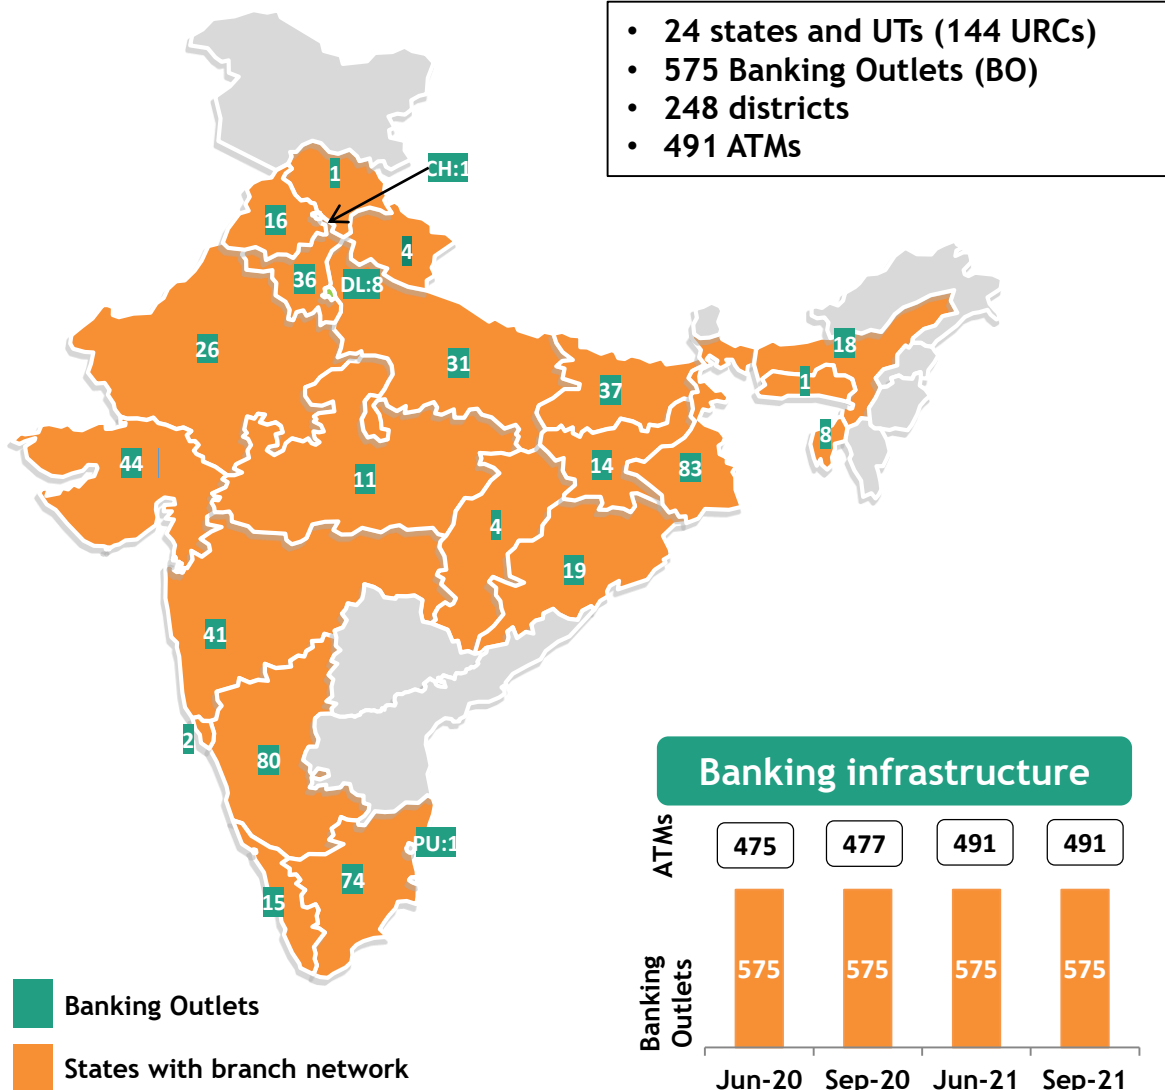 • 24 states and UTs (144 URCs)
• 575 Banking Outlets (BO)
• 248 districts
• 491 ATMs
1
CH:1
16
4
36
DL:8
26
31
18
37
1
8
44
14
83
11
4
19
41
2
80
PU:1
74
15
Banking Outlets
States with branch network
Banking infrastructure
ATMs
475 477 491 491
Banking
Outlets
575 575 575 575
Jun-20 Sep-20 Jun-21 Sep-21